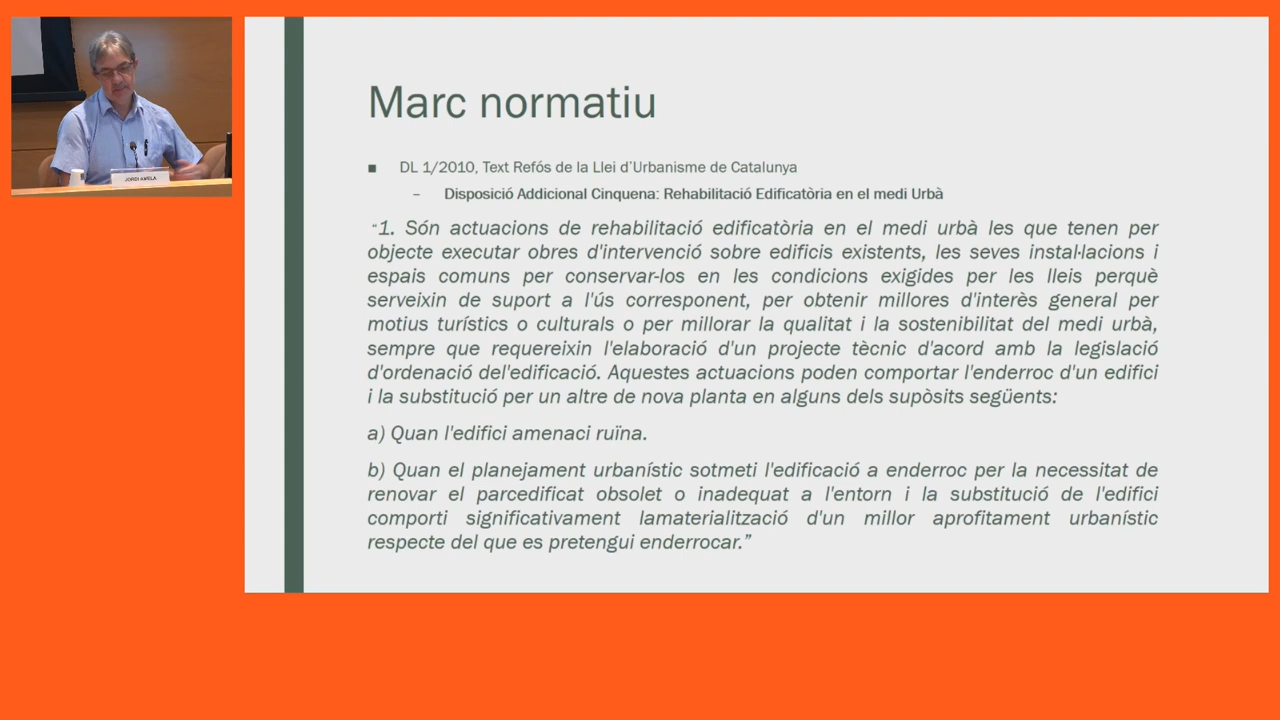 JORDI AMELA
Marc normatiu
■ DL 1/2010, Text Refós de la Llei d’Urbanisme de Catalunya
– Disposició Addicional Cinquena: Rehabilitació Edificatòria en el medi Urbà
“1. Són actuacions de rehabilitació edificatòria en el medi urbà les que tenen per
objecte executar obres d'intervenció sobre edificis existents, les seves instal·lacions i
espais comuns per conservar-los en les condicions exigides per les lleis perquè
serveixin de suport a l'ús corresponent, per obtenir millores d'interès general per
motius turístics o culturals o per millorar la qualitat i la sostenibilitat del medi urbà,
sempre que requereixin l'elaboració d'un projecte tècnic d'acord amb la legislació
d'ordenació del'edificació. Aquestes actuacions poden comportar l'enderroc d'un edifici
i la substitució per un altre de nova planta en alguns dels supòsits següents:
a) Quan l'edifici amenaci ruïna.
b) Quan el planejament urbanístic sotmeti l'edificació a enderroc per la necessitat de
renovar el parcedificat obsolet o inadequat a l'entorn i la substitució de l'edifici
comporti significativament lamaterialització d'un millor aprofitament urbanístic
respecte del que es pretengui enderrocar.”